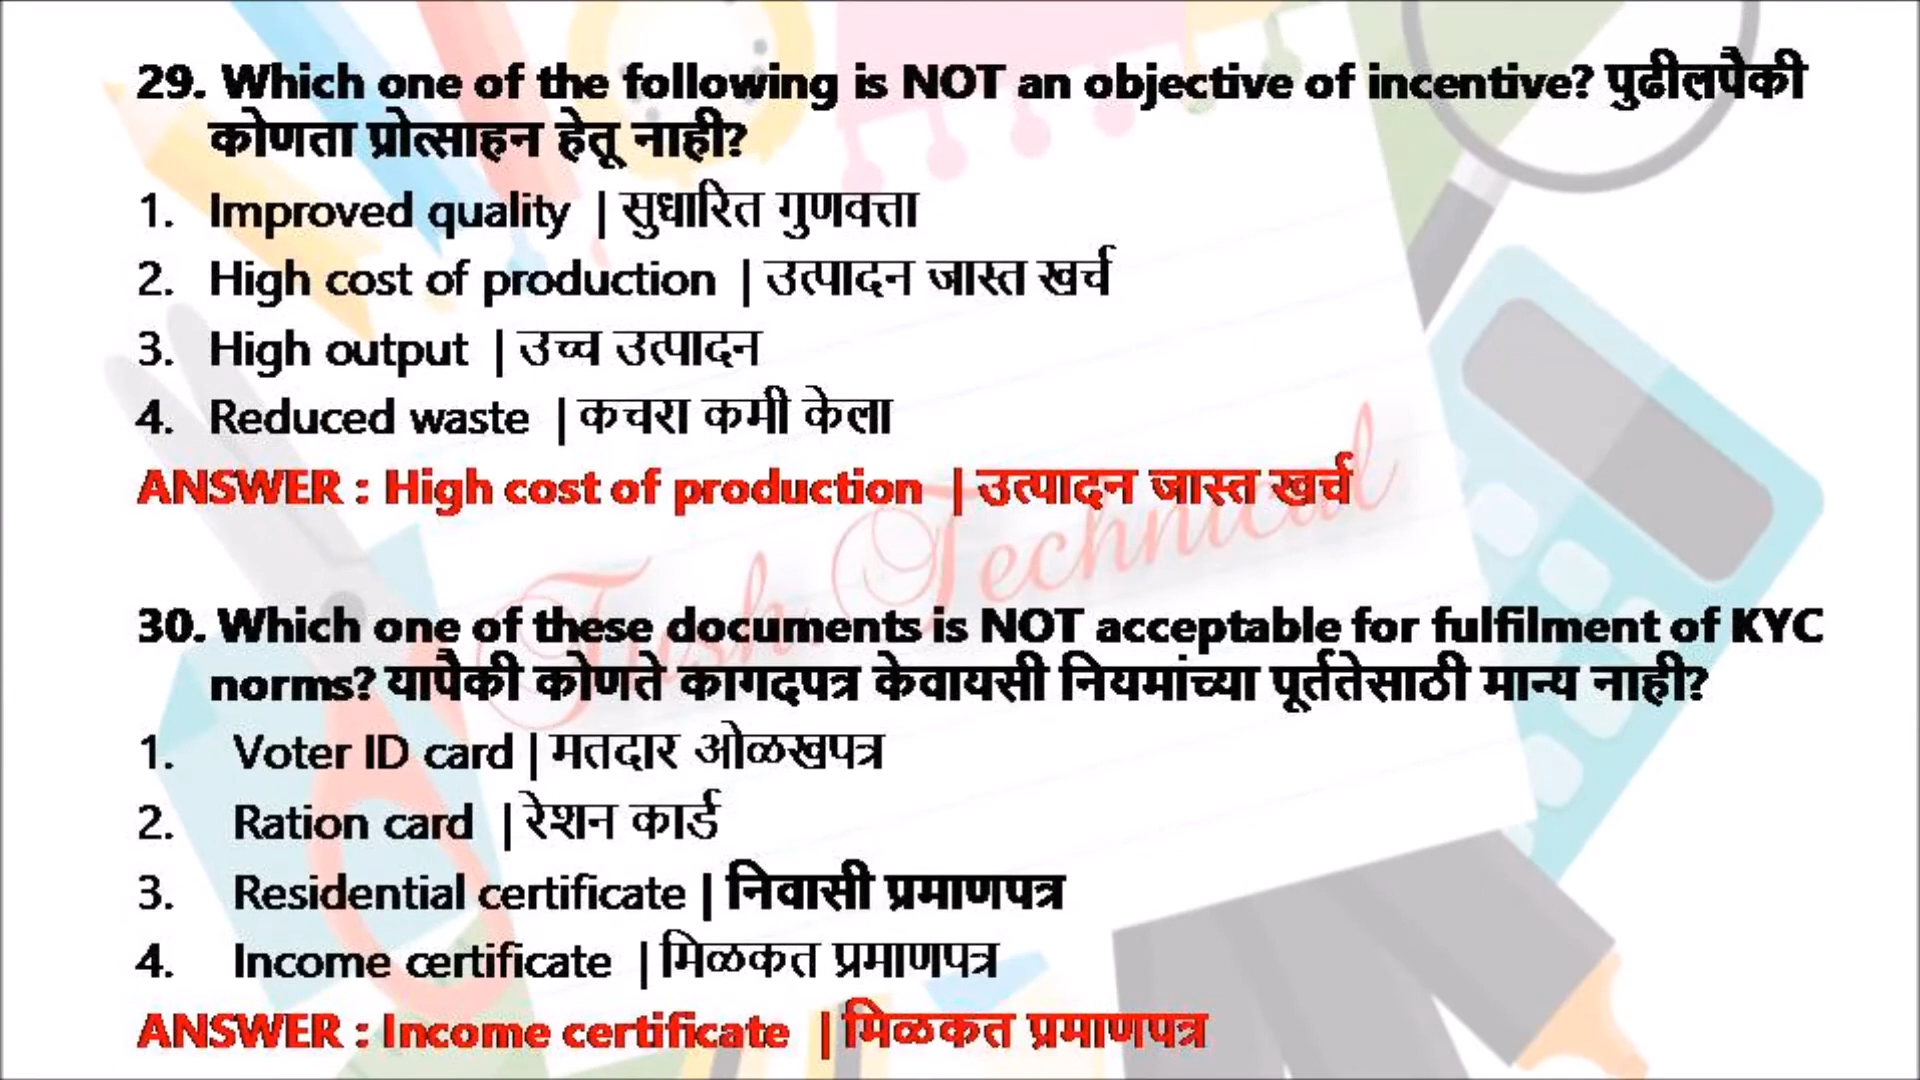 29. Which one of the following is NOT an objective of incentive? पुढीलपैकी
कोणता प्रोत्साहन हेतू नाही?
1. Improved quality | सुधारित गुणवत्ता
2. High cost of production | उत्पादन जास्त खर्च
3. High output | उच्च उत्पादन
4. Reduced waste | कचरा कमी केला
ANSWER : High cost of production | उत्पादन जास्त खर्च
Tush Technical
30. Which one of these documents is NOT acceptable for fulfilment of KYC
norms? यापैकी कोणते कागदपत्र केवायसी नियमांच्या पूर्ततेसाठी मान्य नाही?
1. Voter ID card | मतदार ओळखपत्र
2. Ration card | रेशन कार्ड
3. Residential certificate | निवासी प्रमाणपत्र
4. Income certificate | मिळकत प्रमाणपत्र
ANSWER : Income certificate | मिळकत प्रमाणपत्र